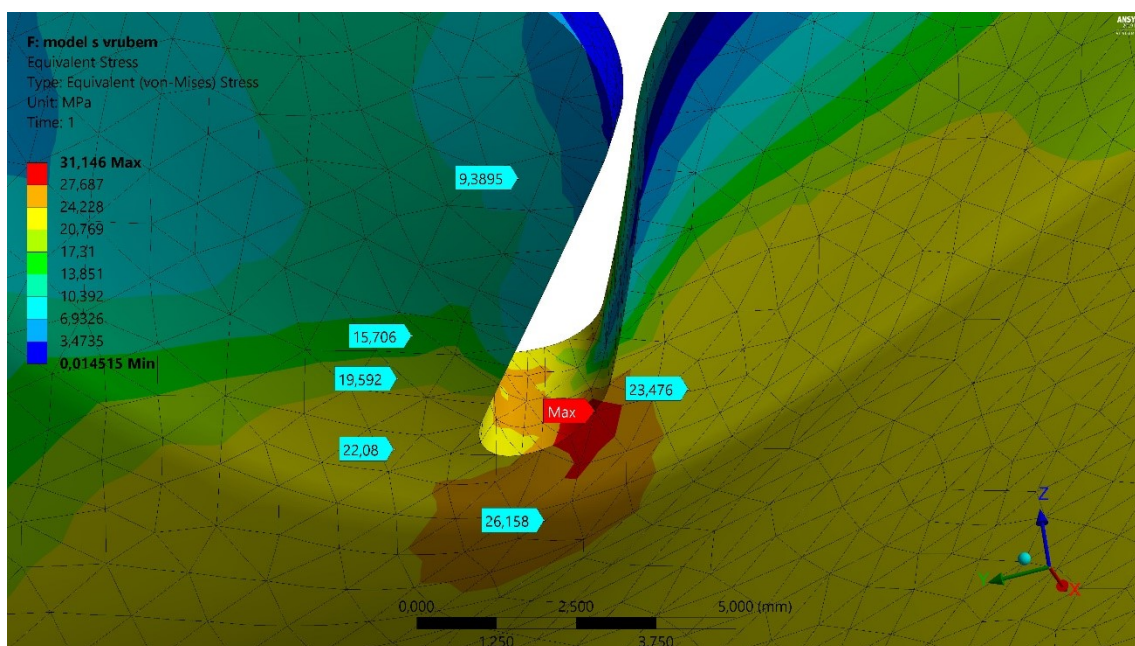 F: model s vrubem
Equivalent Stress
Type: Equivalent (von-Mises) Stress
Unit: MPa
Time: 1
31,146 Max
27,687
24,228
20,769
17,31
13,851
10,392
6,9326
3,4735
0,014515 Min
9,3895
15,706
19,592
23,476
Max
22,08
26,158
0,000 2,500 5,000 (mm)
1,250 3,750
Z
Y
X
ANSY